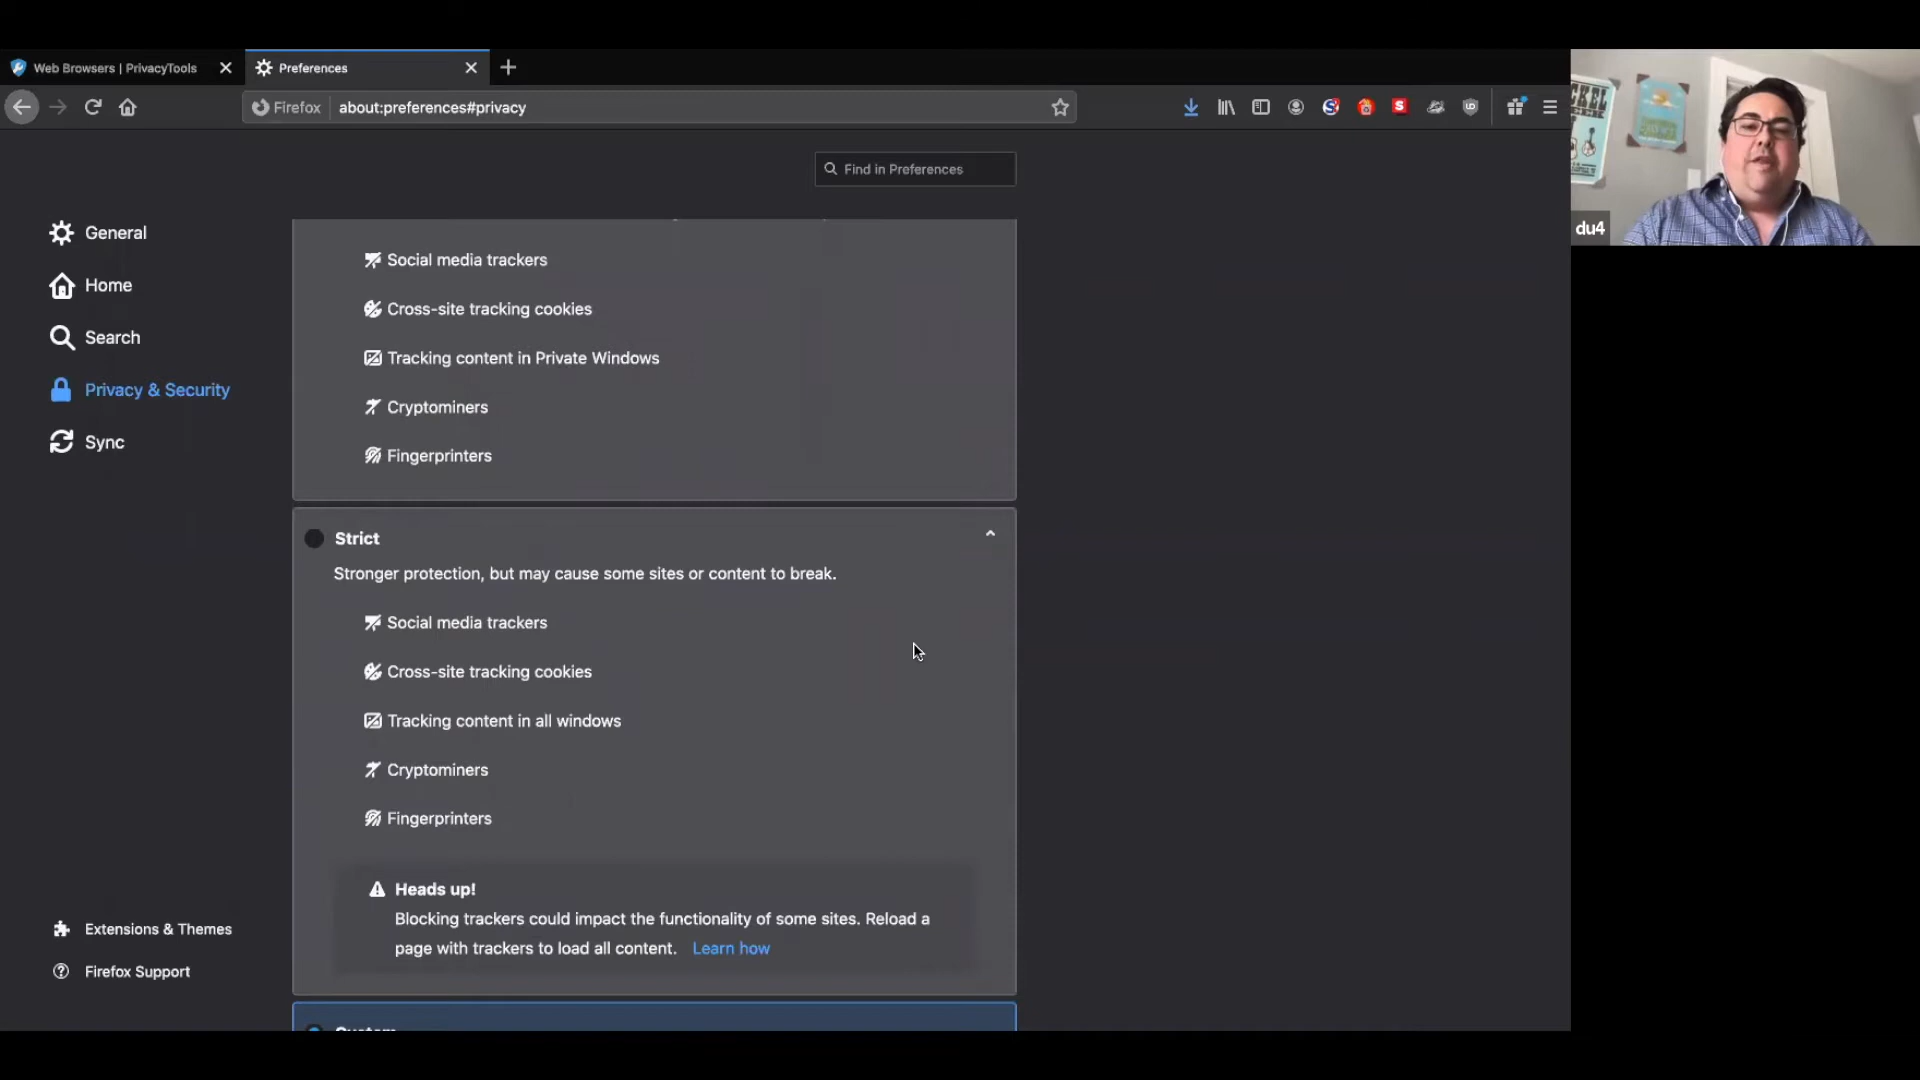 Web Browsers | PrivacyTools
Preferences
Firefox
about:preferences#privacy
Find in Preferences
General
Home
Search
Privacy & Security
Sync
Extensions & Themes
Firefox Support
Social media trackers
Cross-site tracking cookies
Tracking content in Private Windows
Cryptominers
Fingerprinters
Strict
Stronger protection, but may cause some sites or content to break.
Social media trackers
Cross-site tracking cookies
Tracking content in all windows
Cryptominers
Fingerprinters
Heads up!
Blocking trackers could impact the functionality of some sites. Reload a
page with trackers to load all content. Learn how
Custom
du4